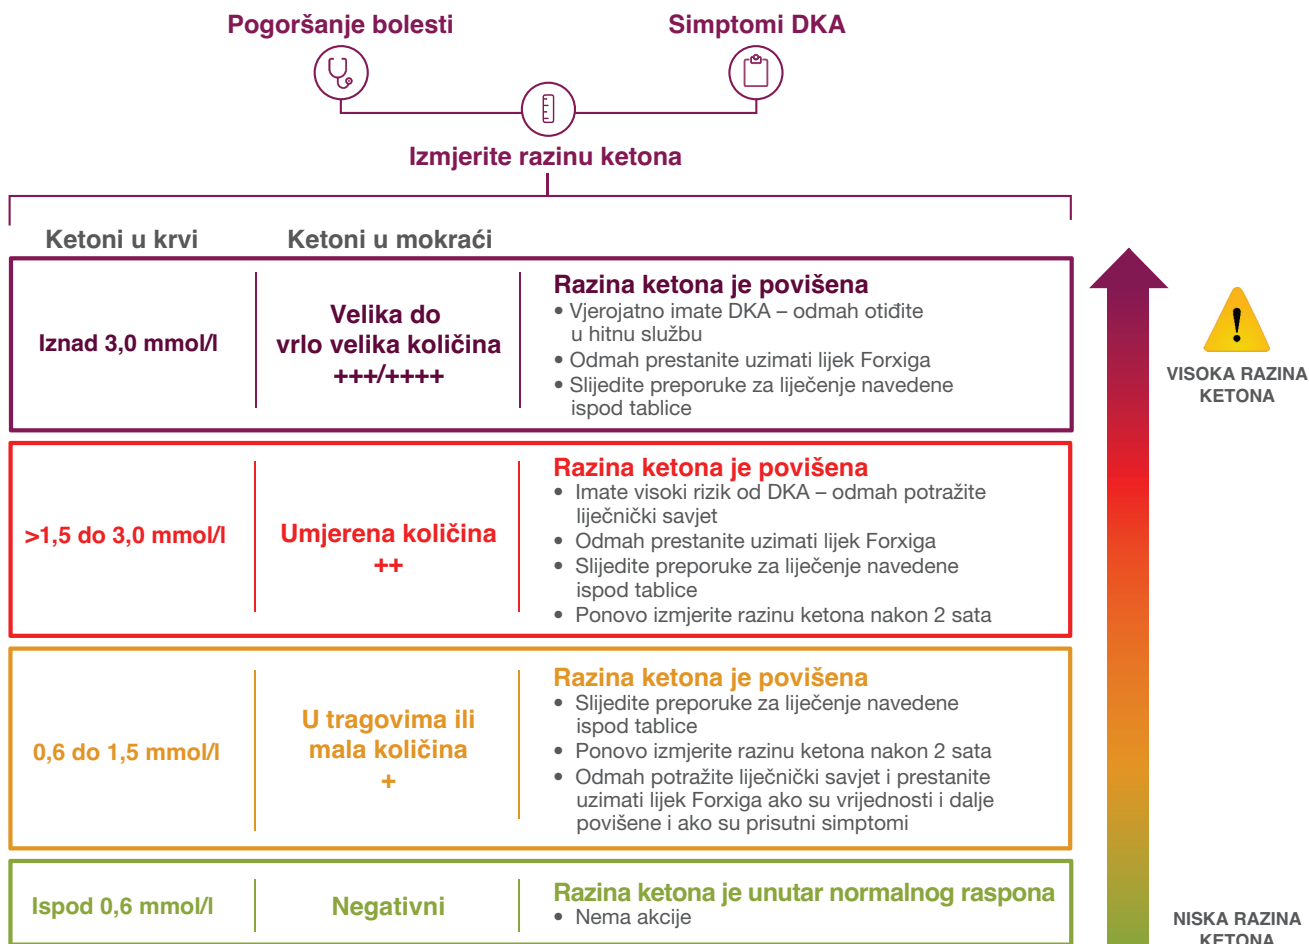 Pogoršanje bolesti
Simptomi DKA
Izmjerite razinu ketona
Ketoni u krvi
Ketoni u mokraći
Iznad 3,0 mmol/l
Velika do
vrlo velika količina
+++/++++
Razina ketona je povišena
• Vjerojatno imate DKA – odmah otiđite
u hitnu službu
• Odmah prestanite uzimati lijek Forxiga
• Slijedite preporuke za liječenje navedene
ispod tablice
>1,5 do 3,0 mmol/l
Umjerena količina
++
Razina ketona je povišena
• Imate visoki rizik od DKA – odmah potražite
liječnički savjet
• Odmah prestanite uzimati lijek Forxiga
• Slijedite preporuke za liječenje navedene
ispod tablice
• Ponovo izmjerite razinu ketona nakon 2 sata
0,6 do 1,5 mmol/l
U tragovima ili
mala količina
+
Razina ketona je povišena
• Slijedite preporuke za liječenje navedene
ispod tablice
• Ponovo izmjerite razinu ketona nakon 2 sata
• Odmah potražite liječnički savjet i prestanite
uzimati lijek Forxiga ako su vrijednosti i dalje
povišene i ako su prisutni simptomi
Ispod 0,6 mmol/l
Negativni
Razina ketona je unutar normalnog raspona
• Nema akcije
!
VISOKA RAZINA
KETONA
NISKA RAZINA
KETONA